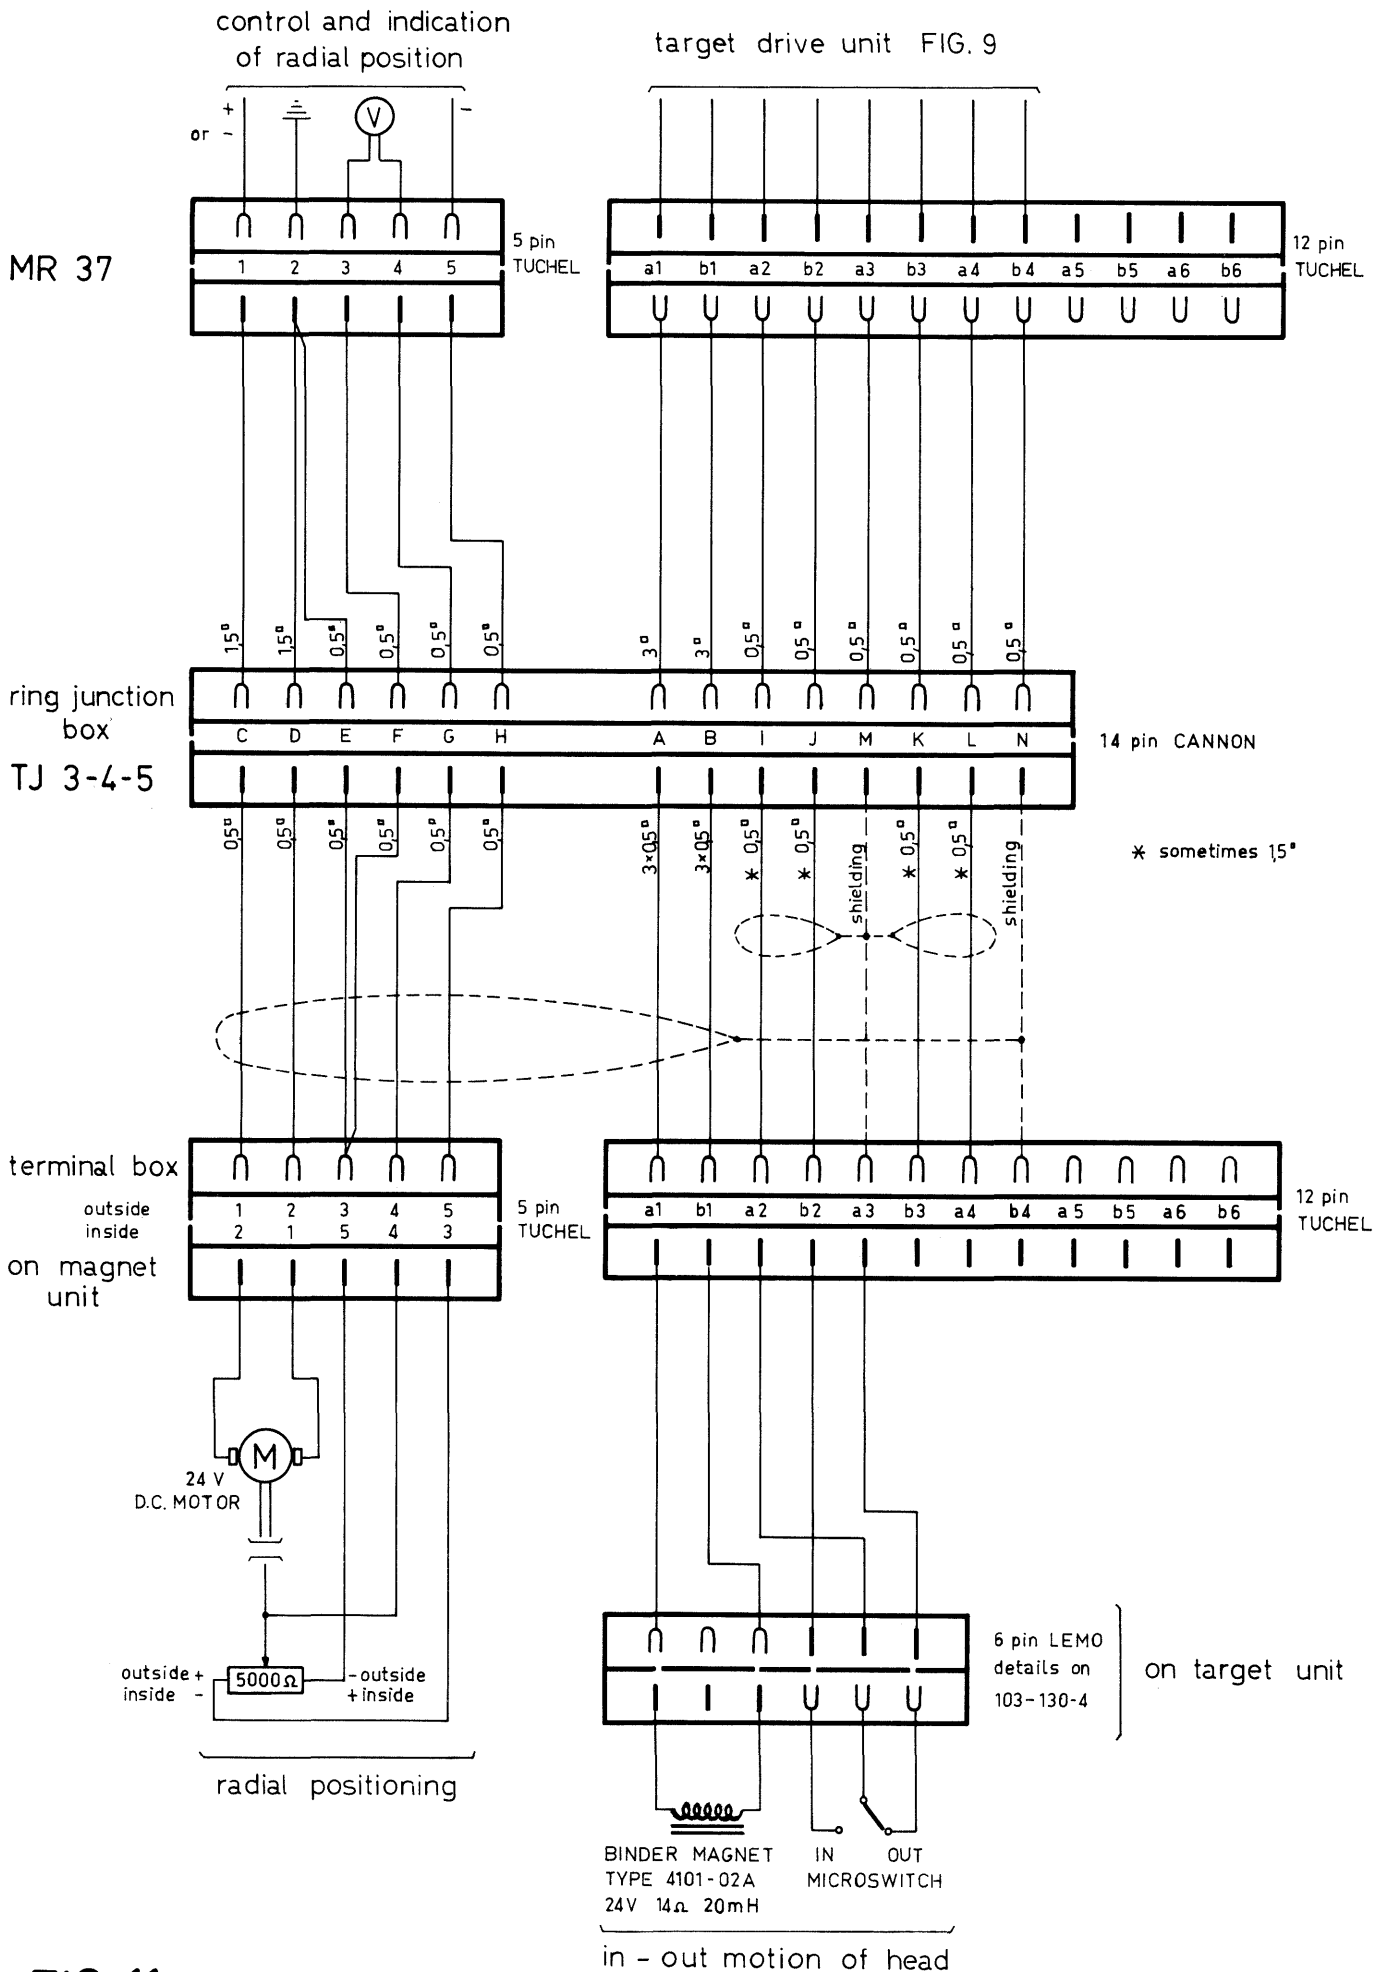 control and indication
of radial position
target drive unit FIG. 9
+
or -
V
-
MR 37
1 2 3 4 5
5 pin
TUCHEL
a1 b1 a2 b2 a3 b3 a4 b4 a5 b5 a6 b6
12 pin
TUCHEL
1,5▫ 1,5▫ 0,5▫ 0,5▫ 0,5▫ 0,5▫ 3▫ 3▫ 0,5▫ 0,5▫ 0,5▫ 0,5▫ 0,5▫ 0,5▫
ring junction
box
TJ 3-4-5
C D E F G H A B I J M K L N
14 pin CANNON
0,5▫ 0,5▫ 0,5▫ 0,5▫ 0,5▫ 0,5▫ 3×0,5▫ 3×0,5▫ * 0,5▫ * 0,5▫ shielding * 0,5▫ * 0,5▫ shielding
* sometimes 1,5▫
terminal box
outside
inside
on magnet
unit
1 2 3 4 5
2 1 5 4 3
5 pin
TUCHEL
a1 b1 a2 b2 a3 b3 a4 b4 a5 b5 a6 b6
12 pin
TUCHEL
M
24 V
D.C. MOTOR
outside +
inside -
5000Ω
- outside
+ inside
radial positioning
6 pin LEMO
details on
103-130-4
on target unit
BINDER MAGNET
TYPE 4101-02A
24V 14Ω 20mH
IN OUT
MICROSWITCH
in - out motion of head